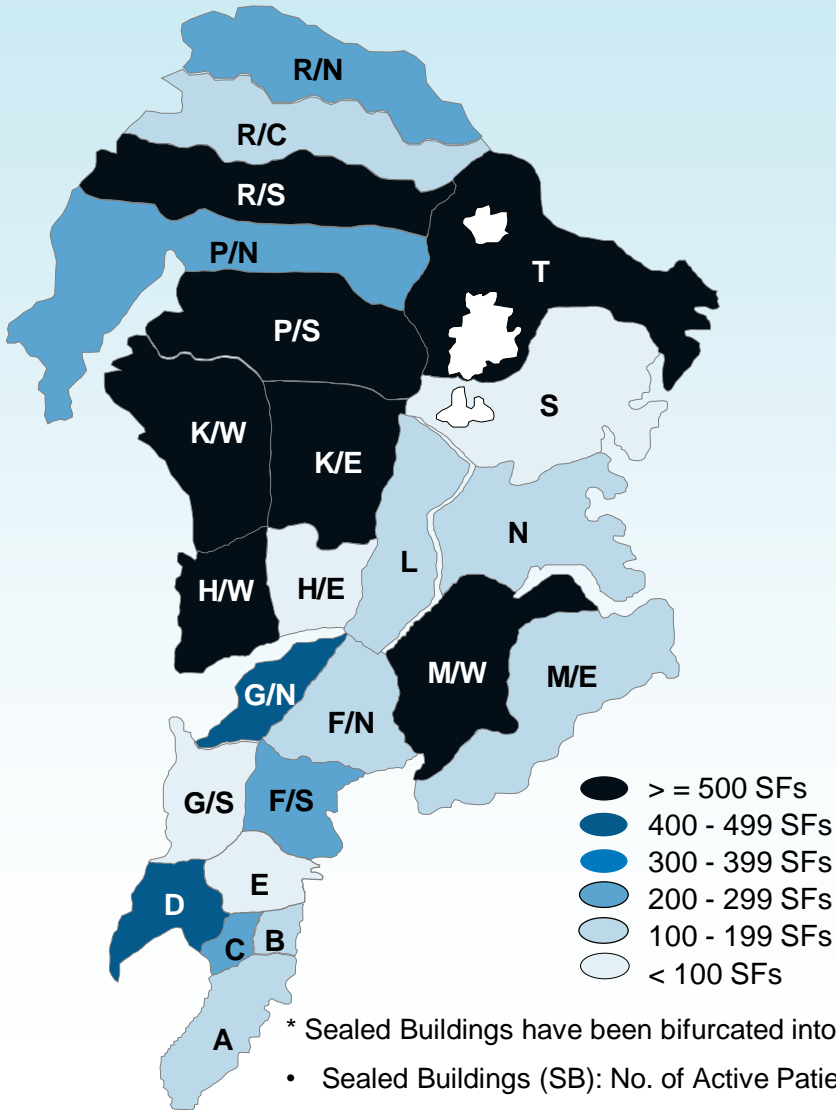 R/N
R/C
R/S
P/N
T
P/S
S
K/W
K/E
N
L
H/W
H/E
M/W
M/E
G/N
F/N
G/S
F/S
E
D
B
C
A
> = 500 SFs
400 - 499 SFs
300 - 399 SFs
200 - 299 SFs
100 - 199 SFs
< 100 SFs
* Sealed Buildings have been bifurcated into
• Sealed Buildings (SB): No. of Active Patie